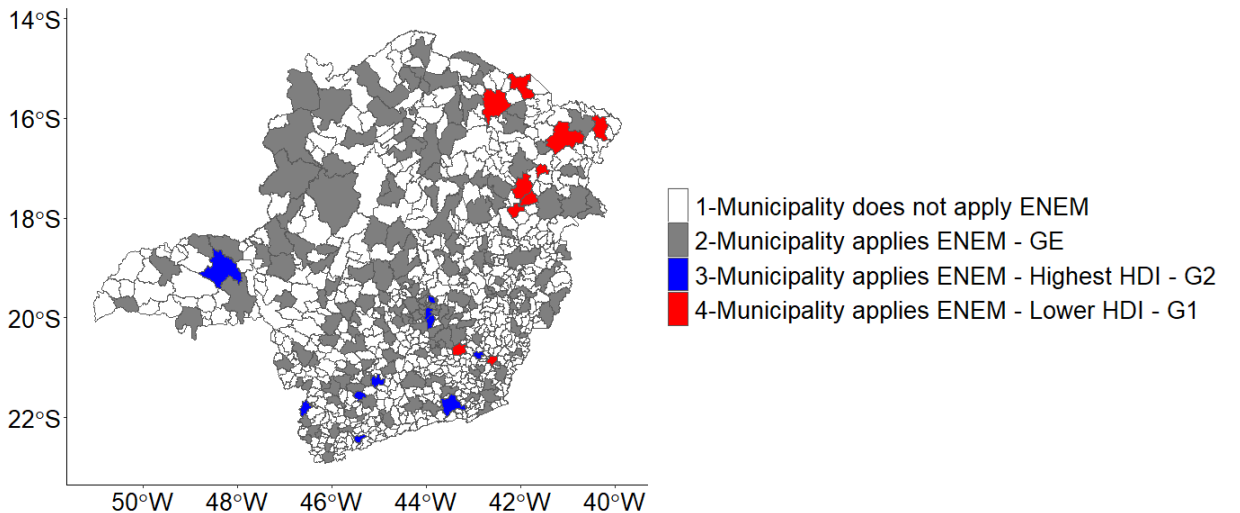 14°S
16°S
18°S
20°S
22°S
50°W 48°W 46°W 44°W 42°W 40°W
1-Municipality does not apply ENEM
2-Municipality applies ENEM - GE
3-Municipality applies ENEM - Highest HDI - G2
4-Municipality applies ENEM - Lower HDI - G1